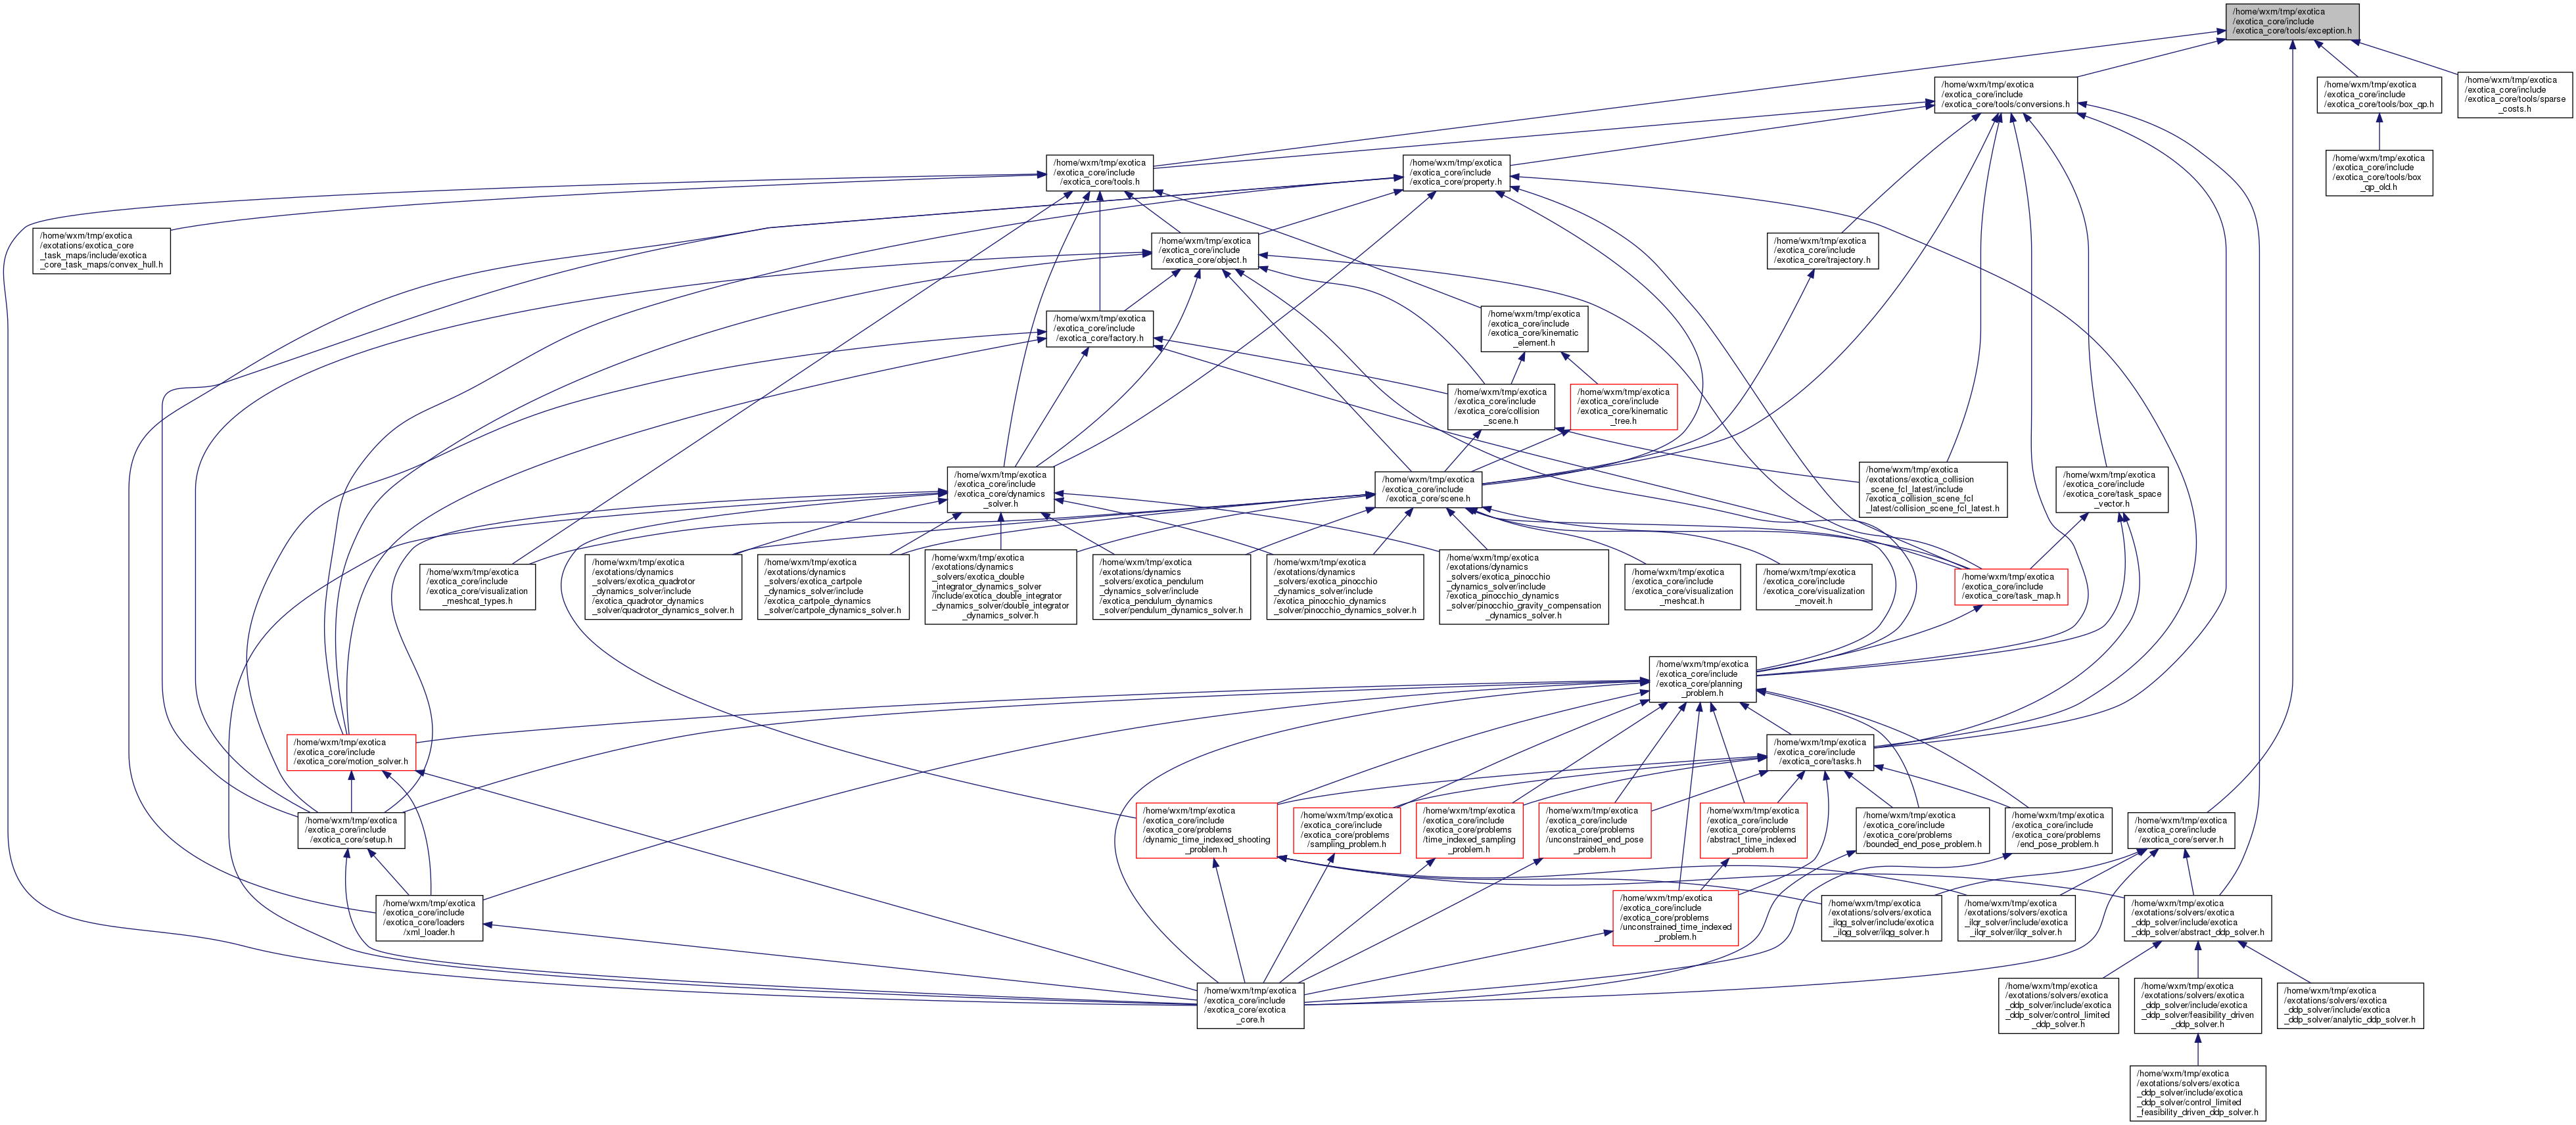 /home/wxm/tmp/exotica
/exotica_core/include
/exotica_core/tools/exception.h
/home/wxm/tmp/exotica
/exotica_core/include
/exotica_core/tools/conversions.h
/home/wxm/tmp/exotica
/exotica_core/include
/exotica_core/tools/box_qp.h
/home/wxm/tmp/exotica
/exotica_core/include
/exotica_core/tools/sparse
_costs.h
/home/wxm/tmp/exotica
/exotica_core/include
/exotica_core/tools.h
/home/wxm/tmp/exotica
/exotica_core/include
/exotica_core/property.h
/home/wxm/tmp/exotica
/exotica_core/include
/exotica_core/tools/box
_qp_old.h
/home/wxm/tmp/exotica
/exotations/exotica_core
_task_maps/include/exotica
_core_task_maps/convex_hull.h
/home/wxm/tmp/exotica
/exotica_core/include
/exotica_core/object.h
/home/wxm/tmp/exotica
/exotica_core/include
/exotica_core/trajectory.h
/home/wxm/tmp/exotica
/exotica_core/include
/exotica_core/factory.h
/home/wxm/tmp/exotica
/exotica_core/include
/exotica_core/kinematic
_element.h
/home/wxm/tmp/exotica
/exotica_core/include
/exotica_core/collision
_scene.h
/home/wxm/tmp/exotica
/exotica_core/include
/exotica_core/kinematic
_tree.h
/home/wxm/tmp/exotica
/exotica_core/include
/exotica_core/dynamics
_solver.h
/home/wxm/tmp/exotica
/exotica_core/include
/exotica_core/scene.h
/home/wxm/tmp/exotica
/exotations/exotica_collision
_scene_fcl_latest/include
/exotica_collision_scene_fcl
_latest/collision_scene_fcl_latest.h
/home/wxm/tmp/exotica
/exotica_core/include
/exotica_core/task_space
_vector.h
/home/wxm/tmp/exotica
/exotica_core/include
/exotica_core/visualization
_meshcat_types.h
/home/wxm/tmp/exotica
/exotations/dynamics
_solvers/exotica_quadrotor
_dynamics_solver/include
/exotica_quadrotor_dynamics
_solver/quadrotor_dynamics_solver.h
/home/wxm/tmp/exotica
/exotations/dynamics
_solvers/exotica_cartpole
_dynamics_solver/include
/exotica_cartpole_dynamics
_solver/cartpole_dynamics_solver.h
/home/wxm/tmp/exotica
/exotations/dynamics
_solvers/exotica_double
_integrator_dynamics_solver
/include/exotica_double_integrator
_dynamics_solver/double_integrator
_dynamics_solver.h
/home/wxm/tmp/exotica
/exotations/dynamics
_solvers/exotica_pendulum
_dynamics_solver/include
/exotica_pendulum_dynamics
_solver/pendulum_dynamics_solver.h
/home/wxm/tmp/exotica
/exotations/dynamics
_solvers/exotica_pinocchio
_dynamics_solver/include
/exotica_pinocchio_dynamics
_solver/pinocchio_dynamics_solver.h
/home/wxm/tmp/exotica
/exotations/dynamics
_solvers/exotica_pinocchio
_dynamics_solver/include
/exotica_pinocchio_dynamics
_solver/pinocchio_gravity_compensation
_dynamics_solver.h
/home/wxm/tmp/exotica
/exotica_core/include
/exotica_core/visualization
_meshcat.h
/home/wxm/tmp/exotica
/exotica_core/include
/exotica_core/visualization
_moveit.h
/home/wxm/tmp/exotica
/exotica_core/include
/exotica_core/task_map.h
/home/wxm/tmp/exotica
/exotica_core/include
/exotica_core/planning
_problem.h
/home/wxm/tmp/exotica
/exotica_core/include
/exotica_core/motion_solver.h
/home/wxm/tmp/exotica
/exotica_core/include
/exotica_core/tasks.h
/home/wxm/tmp/exotica
/exotica_core/include
/exotica_core/setup.h
/home/wxm/tmp/exotica
/exotica_core/include
/exotica_core/problems
/dynamic_time_indexed_shooting
_problem.h
/home/wxm/tmp/exotica
/exotica_core/include
/exotica_core/problems
/sampling_problem.h
/home/wxm/tmp/exotica
/exotica_core/include
/exotica_core/problems
/time_indexed_sampling
_problem.h
/home/wxm/tmp/exotica
/exotica_core/include
/exotica_core/problems
/unconstrained_end_pose
_problem.h
/home/wxm/tmp/exotica
/exotica_core/include
/exotica_core/problems
/abstract_time_indexed
_problem.h
/home/wxm/tmp/exotica
/exotica_core/include
/exotica_core/problems
/bounded_end_pose_problem.h
/home/wxm/tmp/exotica
/exotica_core/include
/exotica_core/problems
/end_pose_problem.h
/home/wxm/tmp/exotica
/exotica_core/include
/exotica_core/server.h
/home/wxm/tmp/exotica
/exotica_core/include
/exotica_core/loaders
/xml_loader.h
/home/wxm/tmp/exotica
/exotica_core/include
/exotica_core/problems
/unconstrained_time_indexed
_problem.h
/home/wxm/tmp/exotica
/exotations/solvers/exotica
_ilqg_solver/include/exotica
_ilqg_solver/ilqg_solver.h
/home/wxm/tmp/exotica
/exotations/solvers/exotica
_ilqr_solver/include/exotica
_ilqr_solver/ilqr_solver.h
/home/wxm/tmp/exotica
/exotations/solvers/exotica
_ddp_solver/include/exotica
_ddp_solver/abstract_ddp_solver.h
/home/wxm/tmp/exotica
/exotica_core/include
/exotica_core/exotica
_core.h
/home/wxm/tmp/exotica
/exotations/solvers/exotica
_ddp_solver/include/exotica
_ddp_solver/control_limited
_ddp_solver.h
/home/wxm/tmp/exotica
/exotations/solvers/exotica
_ddp_solver/include/exotica
_ddp_solver/feasibility_driven
_ddp_solver.h
/home/wxm/tmp/exotica
/exotations/solvers/exotica
_ddp_solver/include/exotica
_ddp_solver/analytic_ddp_solver.h
/home/wxm/tmp/exotica
/exotations/solvers/exotica
_ddp_solver/include/exotica
_ddp_solver/control_limited
_feasibility_driven_ddp_solver.h